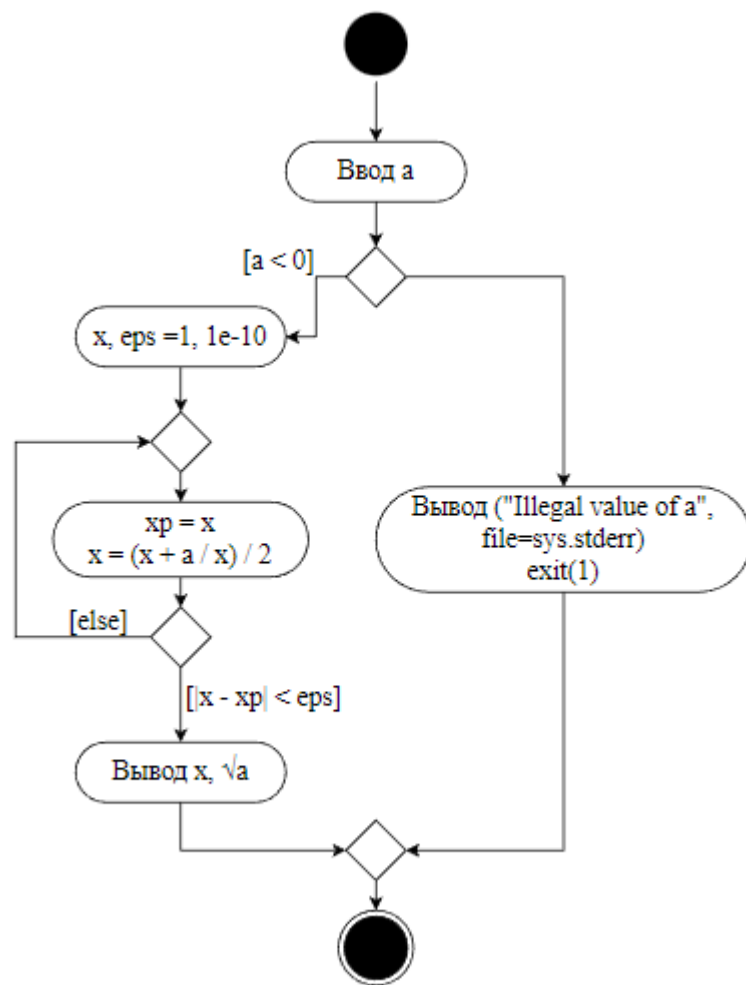 Ввод a
[a < 0]
x, eps =1, 1e-10
xp = x
x = (x + a / x) / 2
[else]
[|x - xp| < eps]
Вывод x, √a
Вывод ("Illegal value of a",
file=sys.stderr)
exit(1)